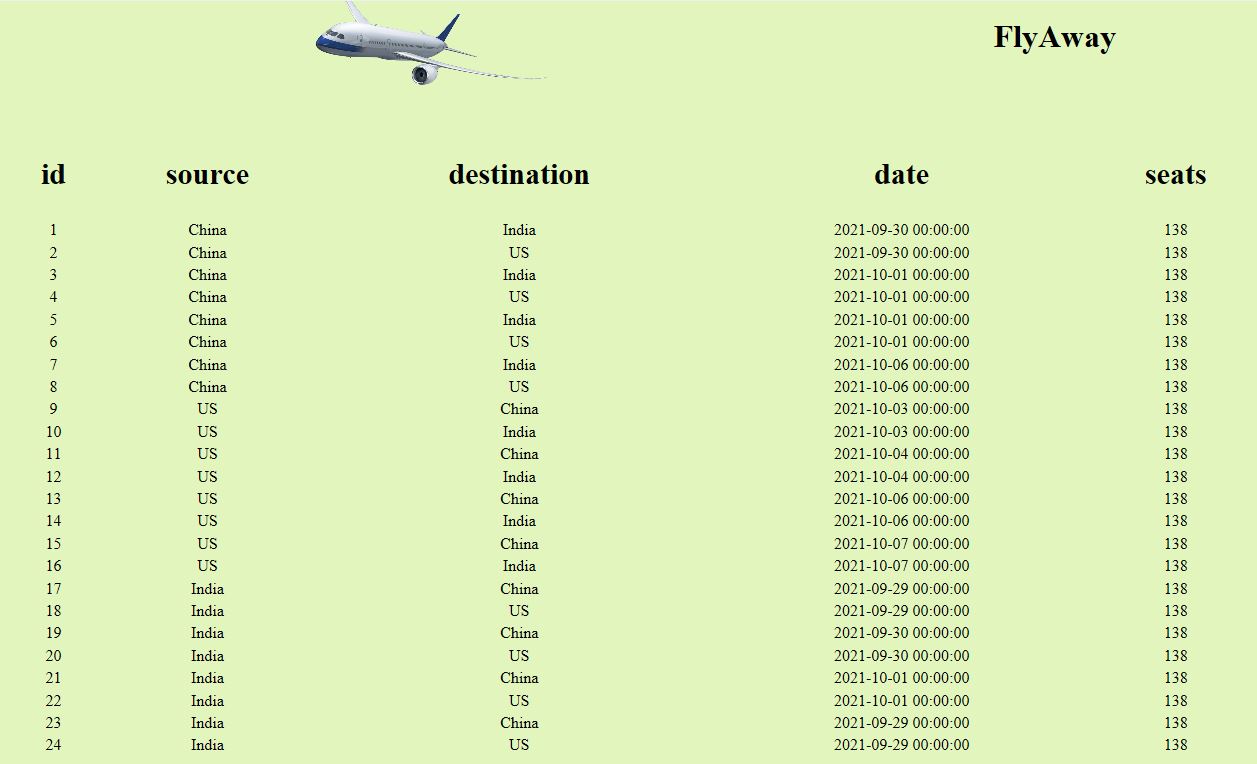 FlyAway
id source destination date seats
1 China India 2021-09-30 00:00:00 138
2 China US 2021-09-30 00:00:00 138
3 China India 2021-10-01 00:00:00 138
4 China US 2021-10-01 00:00:00 138
5 China India 2021-10-01 00:00:00 138
6 China US 2021-10-01 00:00:00 138
7 China India 2021-10-06 00:00:00 138
8 China US 2021-10-06 00:00:00 138
9 US China 2021-10-03 00:00:00 138
10 US India 2021-10-03 00:00:00 138
11 US China 2021-10-04 00:00:00 138
12 US India 2021-10-04 00:00:00 138
13 US China 2021-10-06 00:00:00 138
14 US India 2021-10-06 00:00:00 138
15 US China 2021-10-07 00:00:00 138
16 US India 2021-10-07 00:00:00 138
17 India China 2021-09-29 00:00:00 138
18 India US 2021-09-29 00:00:00 138
19 India China 2021-09-30 00:00:00 138
20 India US 2021-09-30 00:00:00 138
21 India China 2021-10-01 00:00:00 138
22 India US 2021-10-01 00:00:00 138
23 India China 2021-09-29 00:00:00 138
24 India US 2021-09-29 00:00:00 138